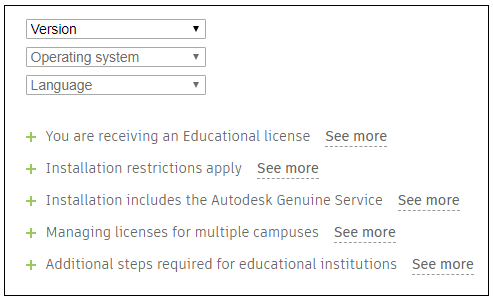 Version
Operating system
Language
You are receiving an Educational license See more
Installation restrictions apply See more
Installation includes the Autodesk Genuine Service See more
Managing licenses for multiple campuses See more
Additional steps required for educational institutions See more